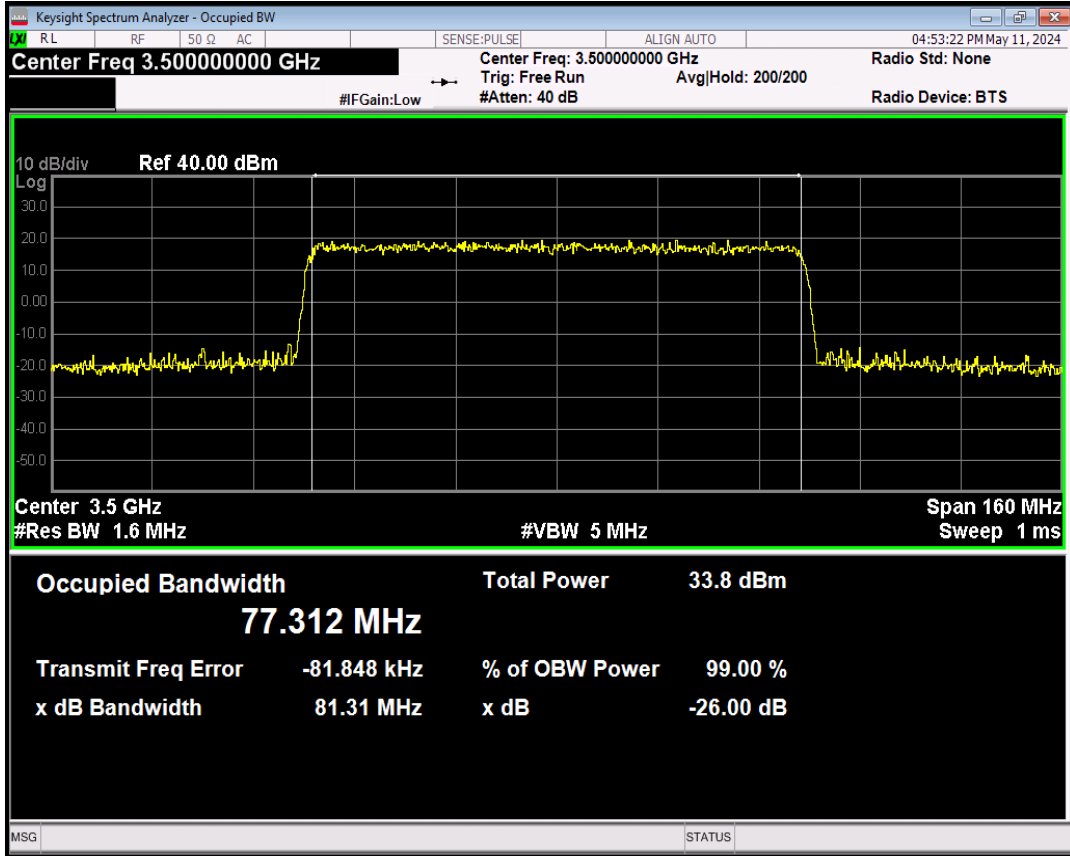 Keysight Spectrum Analyzer - Occupied BW
LXI RL RF 50 Ω AC SENSE:PULSE ALIGN AUTO 04:53:22 PM May 11, 2024
Center Freq 3.500000000 GHz Center Freq: 3.500000000 GHz Radio Std: None
Trig: Free Run Avg|Hold: 200/200
#IFGain:Low #Atten: 40 dB Radio Device: BTS
10 dB/div Ref 40.00 dBm
Log
30.0
20.0
10.0
0.00
-10.0
-20.0
-30.0
-40.0
-50.0
Center 3.5 GHz Span 160 MHz
#Res BW 1.6 MHz #VBW 5 MHz Sweep 1 ms
Occupied Bandwidth Total Power 33.8 dBm
77.312 MHz
Transmit Freq Error -81.848 kHz % of OBW Power 99.00 %
x dB Bandwidth 81.31 MHz x dB -26.00 dB
MSG STATUS